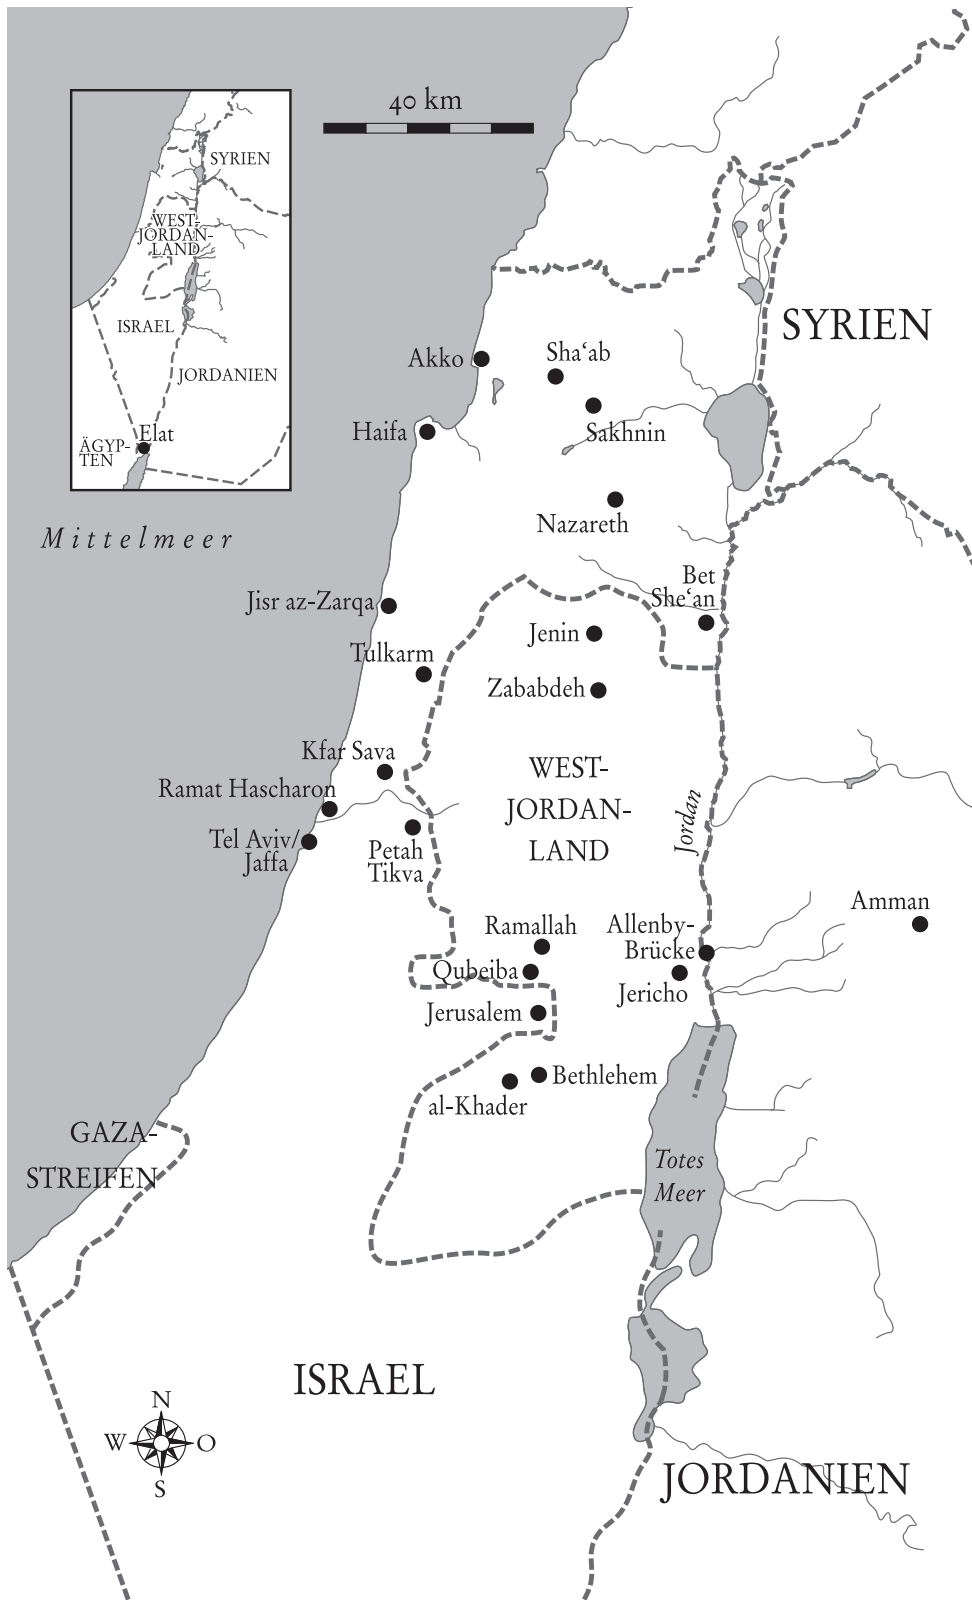 40 km
SYRIEN
WEST-
JORDAN-
LAND
ISRAEL
JORDANIEN
Elat
ÄGYP-
TEN
SYRIEN
Akko
Sha‘ab
Sakhnin
Haifa
Nazareth
Mittelmeer
Bet
She‘an
Jisr az-Zarqa
Jenin
Tulkarm
Zababdeh
Kfar Sava
WEST-
JORDAN-
LAND
Ramat Hascharon
Jordan
Tel Aviv/
Jaffa
Petah
Tikva
Amman
Ramallah
Allenby-
Brücke
Qubeiba
Jericho
Jerusalem
Bethlehem
al-Khader
GAZA-
STREIFEN
Totes
Meer
ISRAEL
N
W
O
S
JORDANIEN